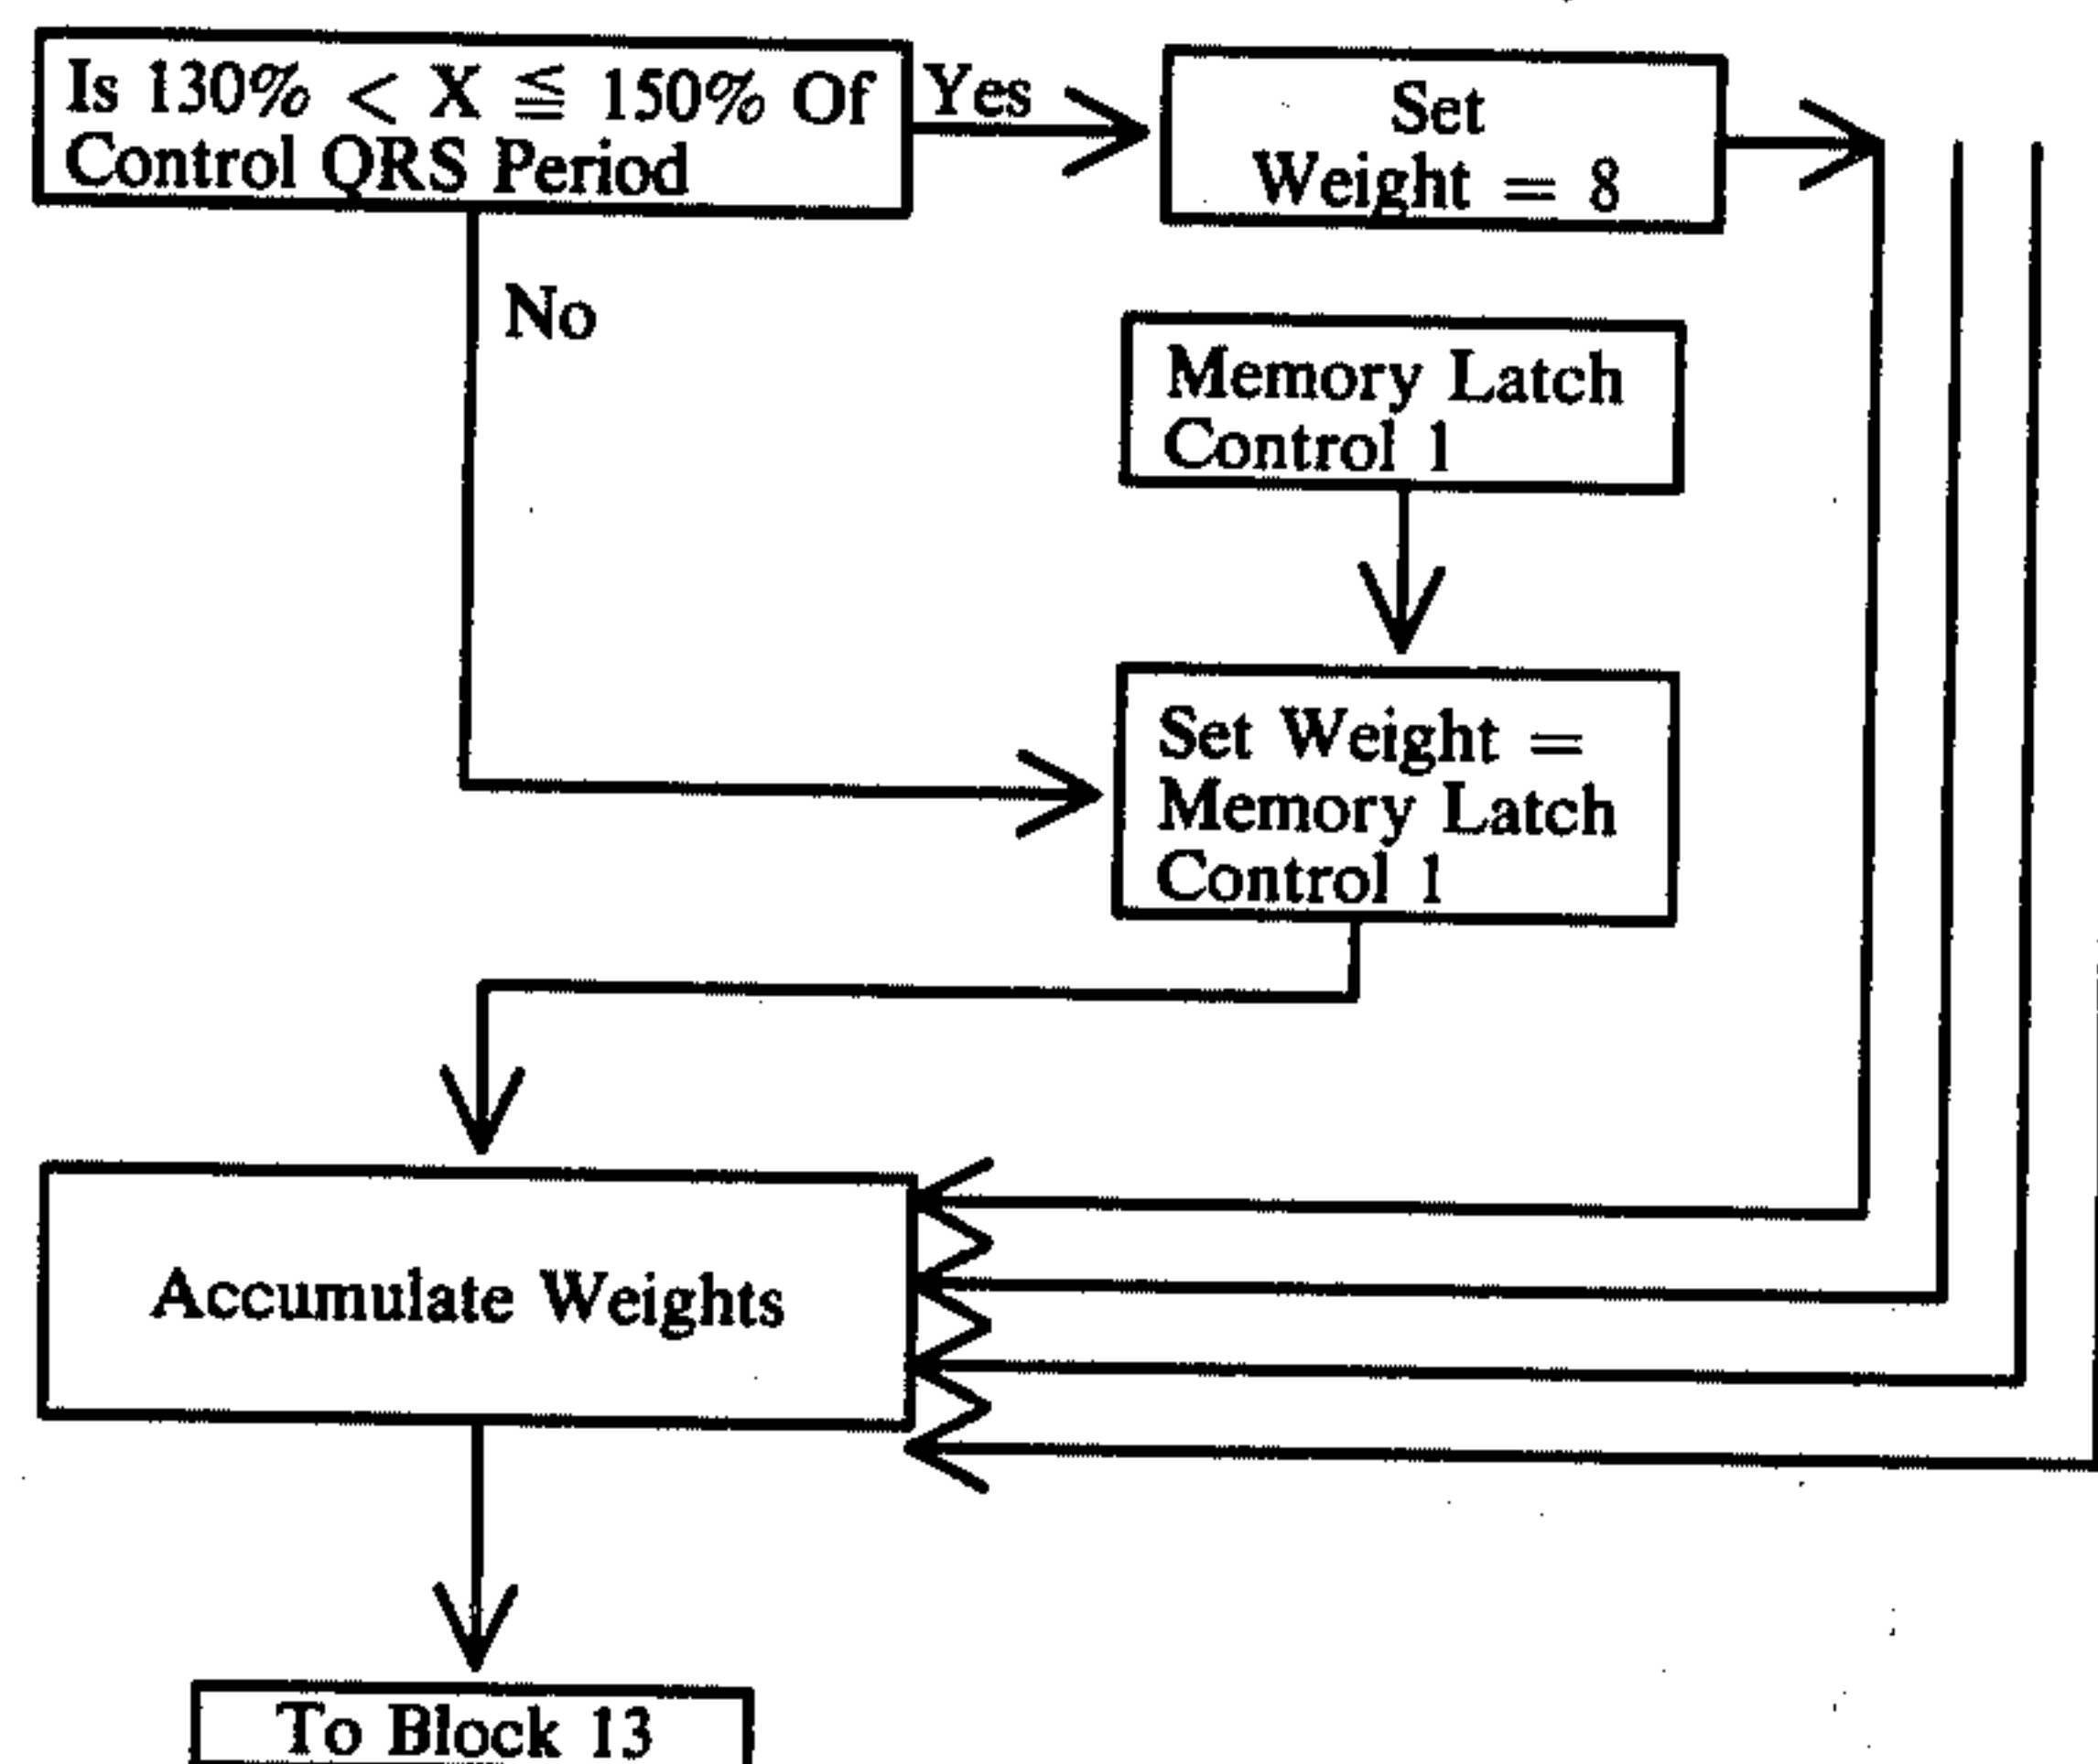 Is 130% < X ≦ 150% Of
Control QRS Period
Yes
Set
Weight = 8
No
Memory Latch
Control 1
Set Weight =
Memory Latch
Control 1
Accumulate Weights
To Block 13